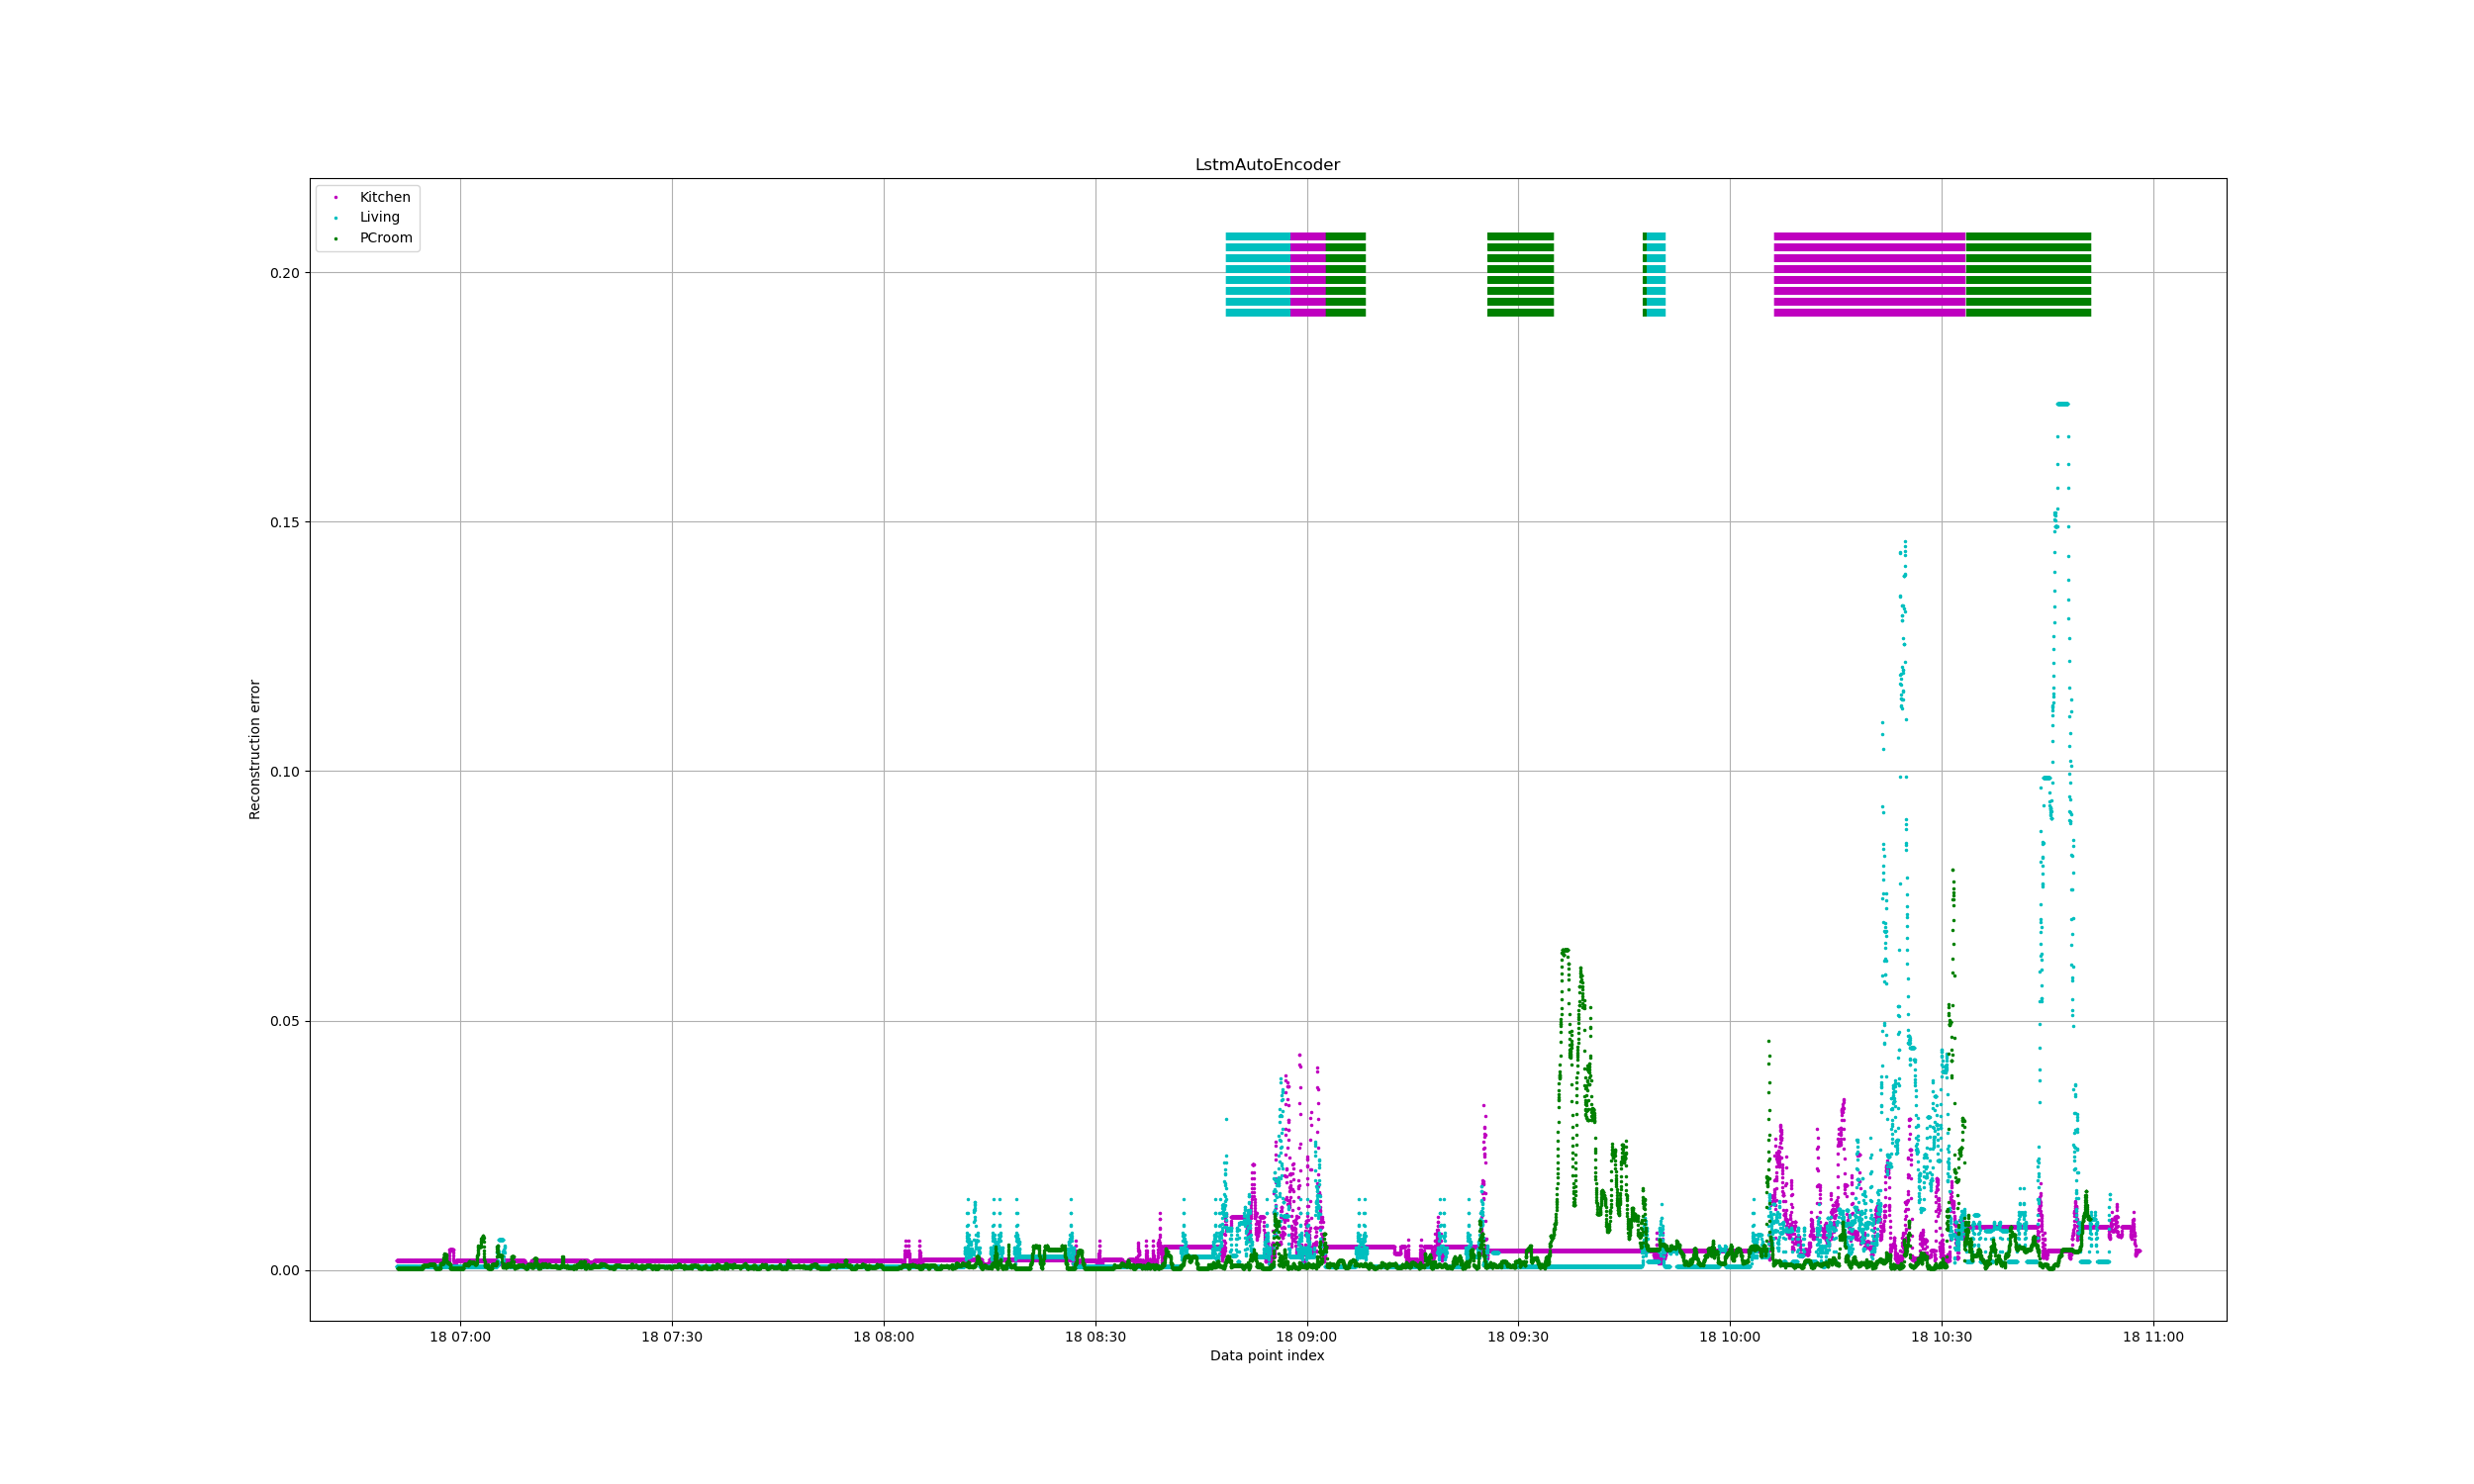 LstmAutoEncoder
Kitchen
Living
PCroom
0.20
0.15
0.10
0.05
0.00
Reconstruction error
18 07:00 18 07:30 18 08:00 18 08:30 18 09:00 18 09:30 18 10:00 18 10:30 18 11:00
Data point index